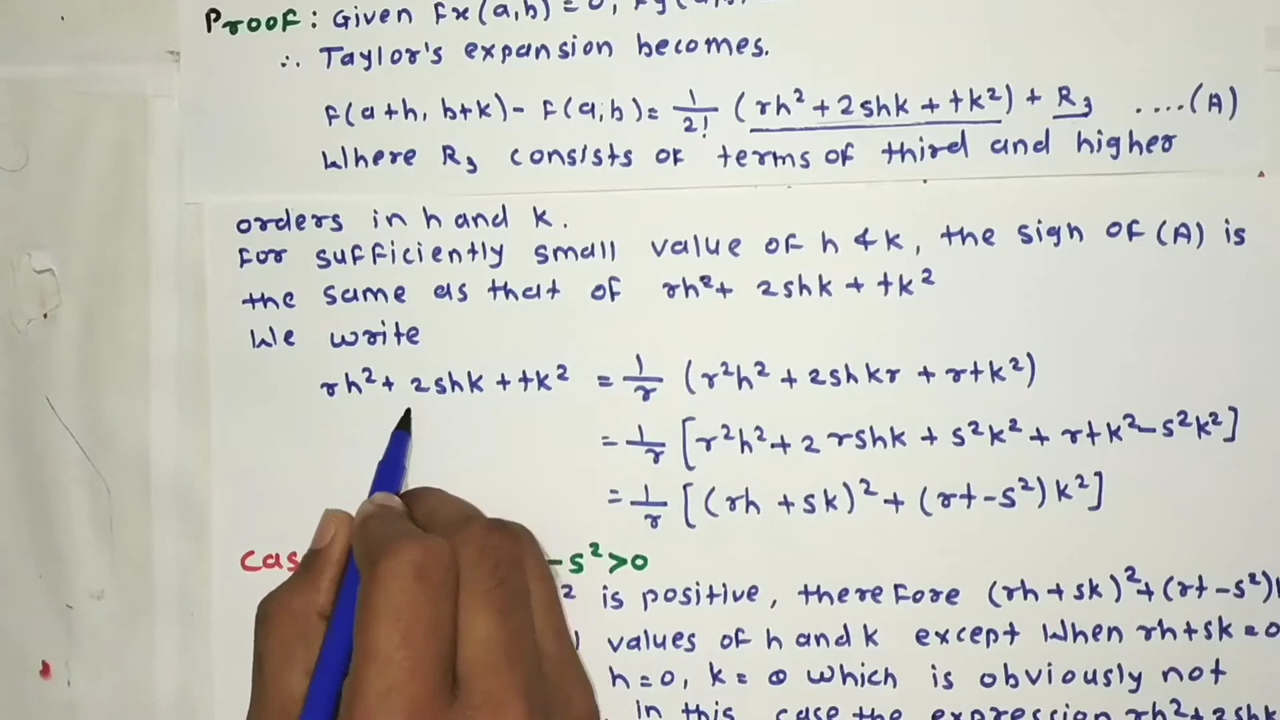 Proof: Given Fx(a,b) = 0,
∴ Taylor's expansion becomes.
F(a+h, b+k) - F(a,b) = 1/2! (rh² + 2shk + tk²) + R₃ ....(A)
Where R₃ consists of terms of third and higher
orders in h and k.
For sufficiently small value of h & k, the sign of (A) is
the same as that of rh² + 2shk + tk²
We write
rh² + 2shk + tk² = 1/r (r²h² + 2shkr + rtk²)
= 1/r [r²h² + 2rshk + s²k² + rtk² - s²k²]
= 1/r [(rh + sk)² + (rt - s²) k²]
-s² > 0
² is positive, therefore (rh + sk)² + (rt - s²)
values of h and k except when rh + sk = 0
h = 0, k = 0 which is obviously not
in this case the expression rh² + 2shk